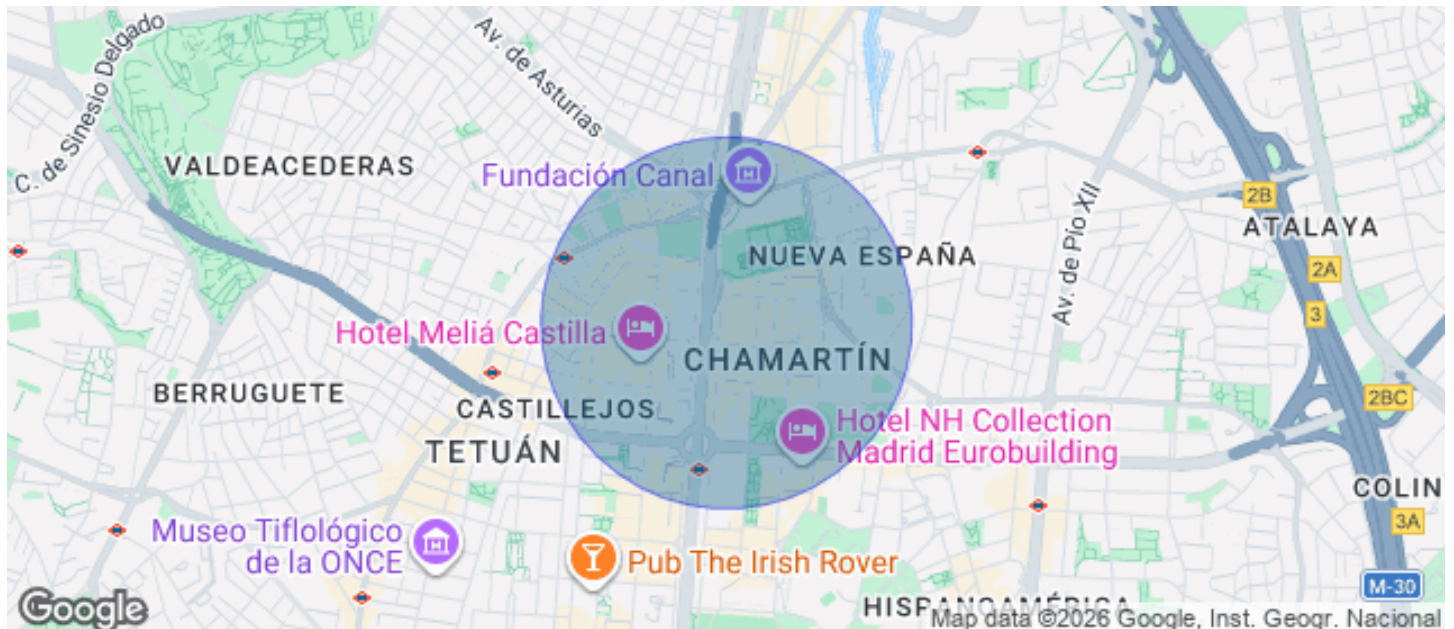 C. de Sinesio Delgado
Av. de Asturias
VALDEACEDERAS
Fundación Canal
2B
ATALAYA
NUEVA ESPAÑA
Av. de Pío XII
2A
3
Hotel Meliá Castilla
CHAMARTÍN
BERRUGUETE
CASTILLEJOS
2BC
Hotel NH Collection
Madrid Eurobuilding
TETUÁN
COLIN
3A
Museo Tiflológico
de la ONCE
Pub The Irish Rover
M-30
HISPANOAMÉRICA
Google
Map data ©2026 Google, Inst. Geogr. Nacional